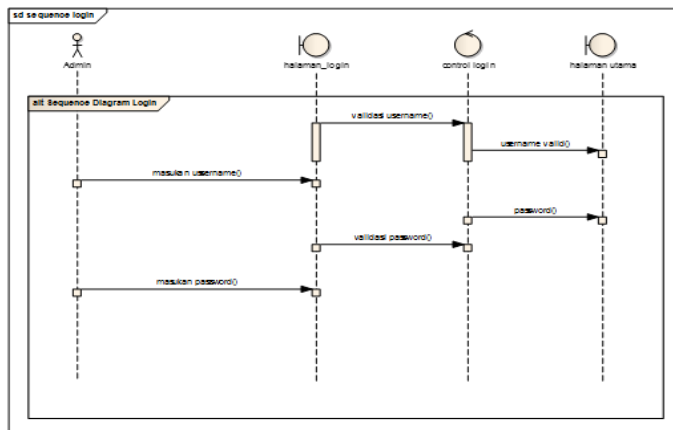 sd sequence login
Admin
halaman_login
control login
halaman utama
alt Sequence Diagram Login
validasi username()
username valid()
masukan ussername()
password()
validasi password()
masukan password()